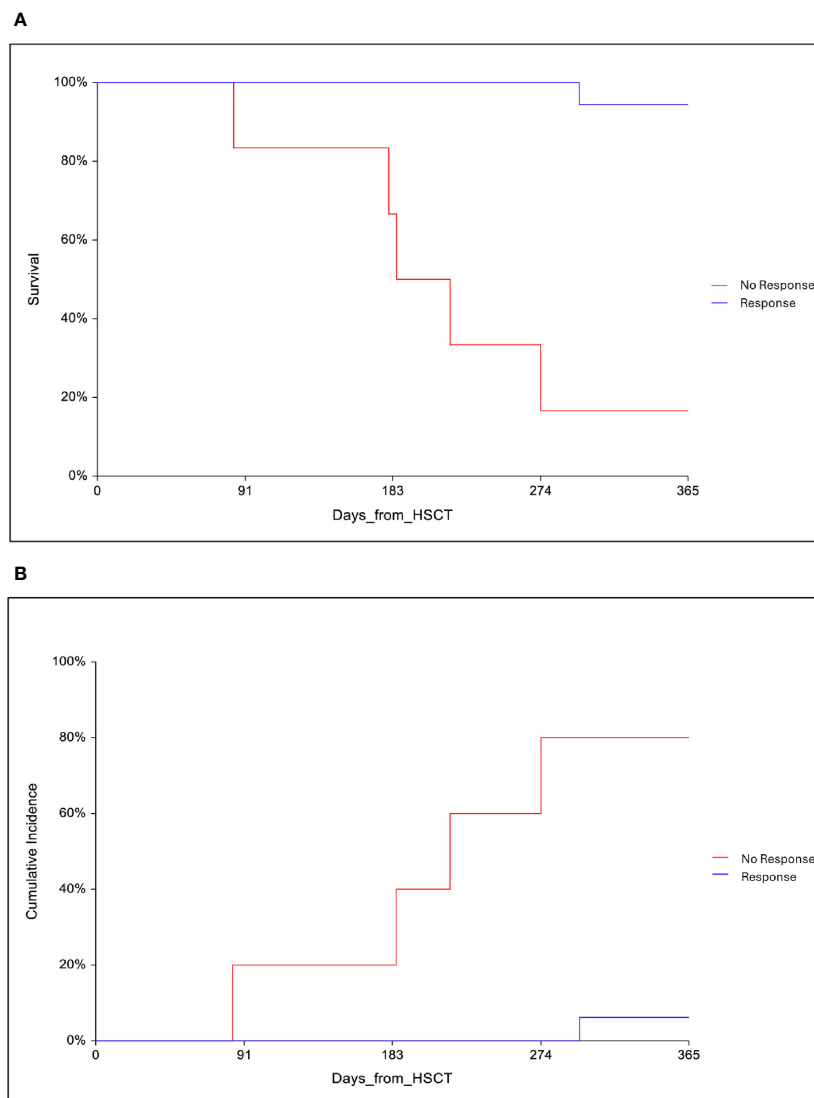 A
100%
80%
60%
40%
20%
0%
Survival
0 91 183 274 365
Days_from_HSCT
No Response
Response
B
100%
80%
60%
40%
20%
0%
Cumulative Incidence
0 91 183 274 365
Days_from_HSCT
No Response
Response